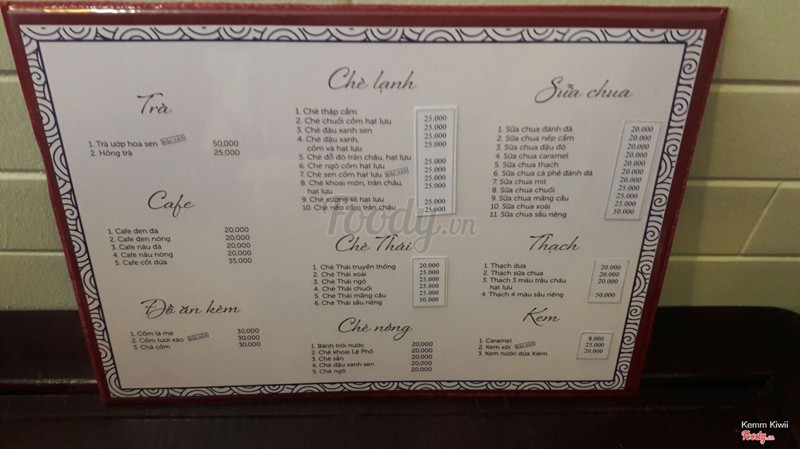 Trà
1. Trà ướp hoa sen ĐẶC SẢN 50,000
2. Hồng trà 25,000
Cafe
1. Cafe đen đá 20,000
2. Cafe đen nóng 20,000
3. Cafe nâu đá 20,000
4. Cafe nâu nóng 20,000
5. Cafe cốt dừa 35,000
Đồ ăn kèm
1. Cốm lá me 30,000
2. Cốm tươi xào ĐẶC SẢN 30,000
3. Chả cốm 30,000
Chè lạnh
1. Chè thập cẩm 25.000
2. Chè chuối cốm hạt lựu 25.000
3. Chè đậu xanh sen 25.000
4. Chè đậu xanh,
cốm và hạt lựu 25.000
5. Chè đỗ đỏ trân châu, hạt lựu 25.000
6. Chè ngô cốm hạt lựu 25.000
7. Chè sen cốm hạt lựu ĐẶC SẢN 25.000
8. Chè khoai môn, trân châu, 25.000
hạt lựu
9. Chè sương sa hạt lựu 25.000
10. Chè nếp cốm trân châu 25.000
Chè Thái
1. Chè Thái truyền thống 20.000
2. Chè Thái xoài 25.000
3. Chè Thái ngô 25.000
4. Chè Thái chuối 25.000
5. Chè Thái mãng cầu 25.000
6. Chè Thái sầu riêng 30.000
Chè nóng
1. Bánh trôi nước 20,000
2. Chè khoai Lệ Phố 20,000
3. Chè sắn 20,000
4. Chè đậu xanh sen 20,000
5. Chè ngô 20,000
Sữa chua
1. Sữa chua đánh đá 20.000
2. Sữa chua nếp cẩm 20.000
3. Sữa chua đậu đỏ 20.000
4. Sữa chua caramel 20.000
5. Sữa chua thạch 20.000
6. Sữa chua cà phê đánh đá 20.000
7. Sữa chua mít 20.000
8. Sữa chua chuối 25.000
9. Sữa chua mãng cầu 25.000
10. Sữa chua xoài 25.000
11. Sữa chua sầu riêng 30.000
Thạch
1. Thạch dừa 20.000
2. Thạch sữa chua 20.000
3. Thạch 3 màu trân châu 20.000
hạt lựu
4. Thạch 4 màu sầu riêng 30.000
Kem
1. Caramel 8.000
2. Kem xôi ĐẶC SẢN 25.000
3. Kem nước dừa Xiêm 20.000
Foody.vn
Kemm Kiwii
Foody.vn